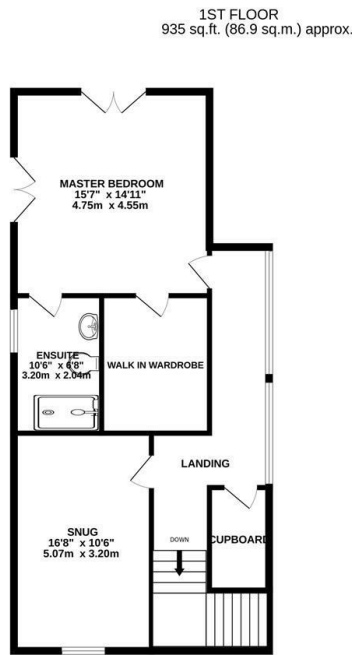 1ST FLOOR
935 sq.ft. (86.9 sq.m.) approx.
MASTER BEDROOM
15'7" x 14'11"
4.75m x 4.55m
ENSUITE
10'6" x 6'8"
3.20m x 2.04m
WALK IN WARDROBE
LANDING
SNUG
16'8" x 10'6"
5.07m x 3.20m
DOWN
CUPBOARD